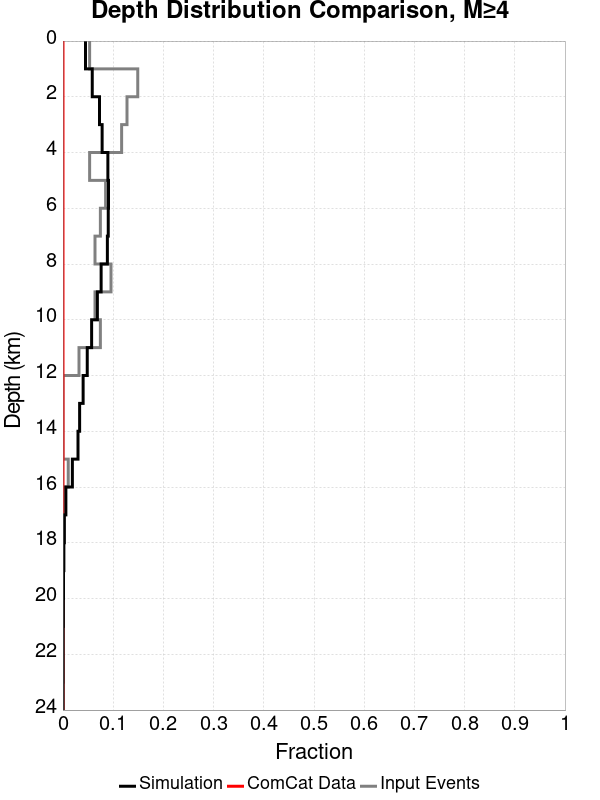 Depth Distribution Comparison, M≥4
0
2
4
6
8
10
12
14
16
18
20
22
24
Depth (km)
0 0.1 0.2 0.3 0.4 0.5 0.6 0.7 0.8 0.9 1
Fraction
Simulation ComCat Data Input Events